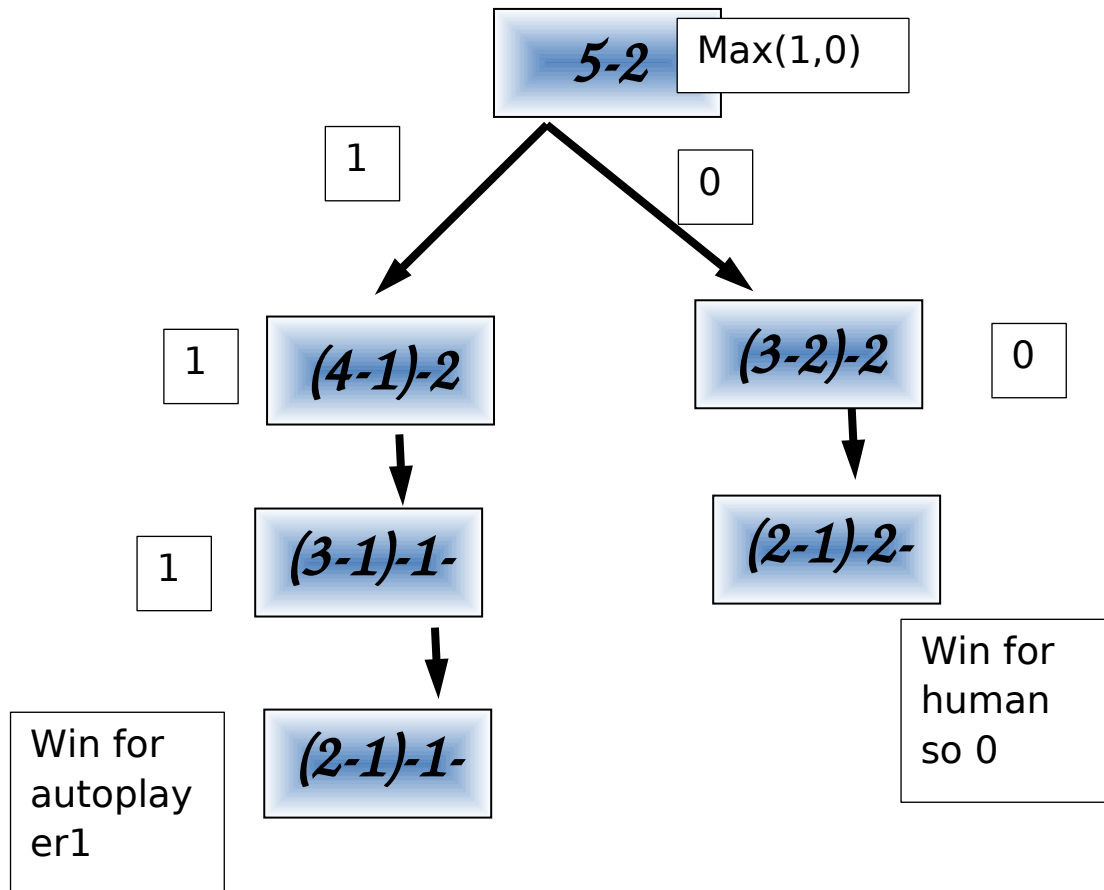 5-2
Max(1,0)
1
0
1
(4-1)-2
(3-2)-2
0
1
(3-1)-1-
(2-1)-2-
Win for
human
so 0
Win for
autoplay
er1
(2-1)-1-